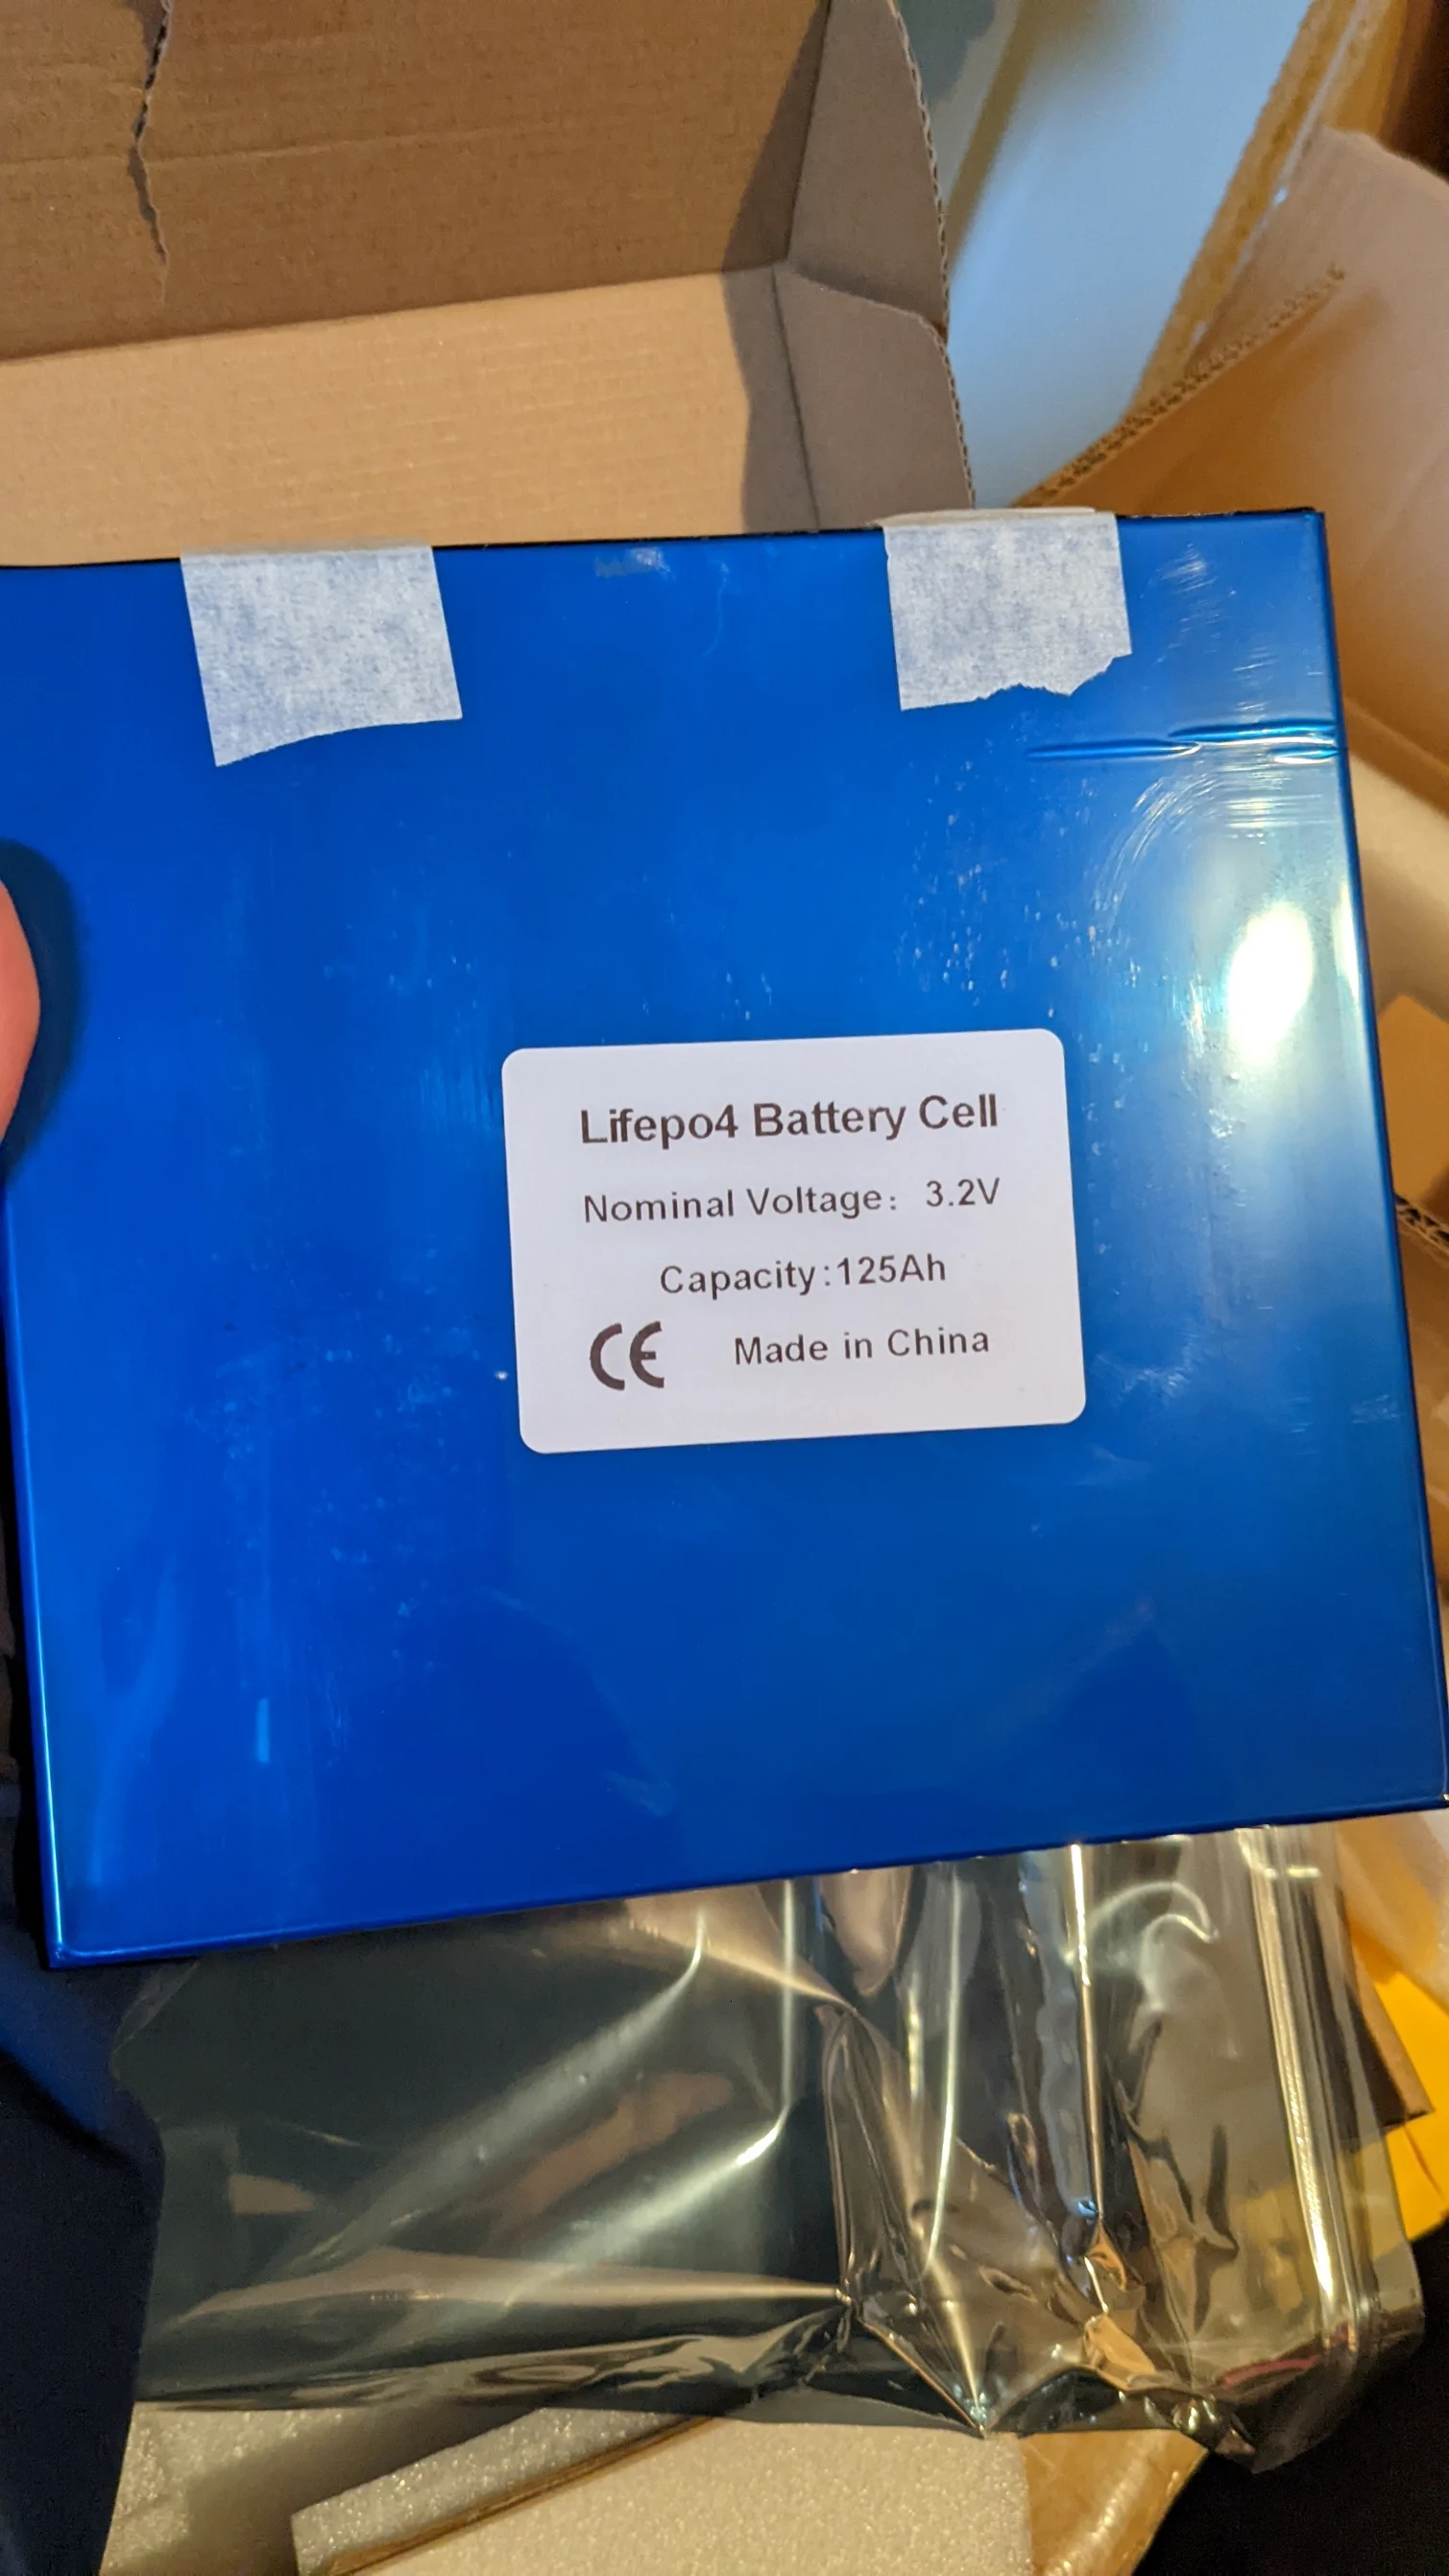 Lifepo4 Battery Cell
Nominal Voltage: 3.2V
Capacity:125Ah
CE Made in China